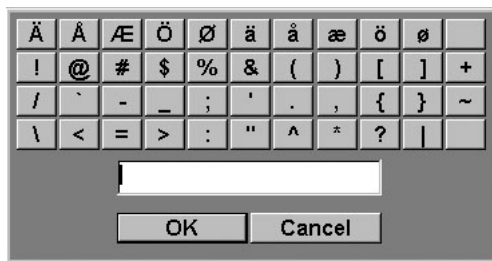 Ä Å Æ Ö Ø ä å æ ö ø
! @ # $ % & ( ) [ ] +
/ ` - _ ; ' . , { } ~
\ < = > : " ^ * ? |
OK Cancel